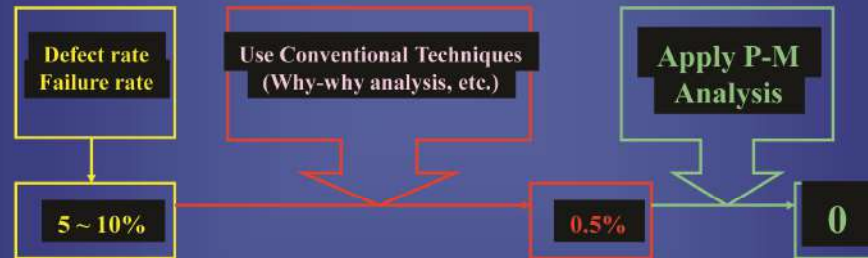 Defect rate
Failure rate
Use Conventional Techniques
(Why-why analysis, etc.)
Apply P-M
Analysis
5 ~ 10%
0.5%
0